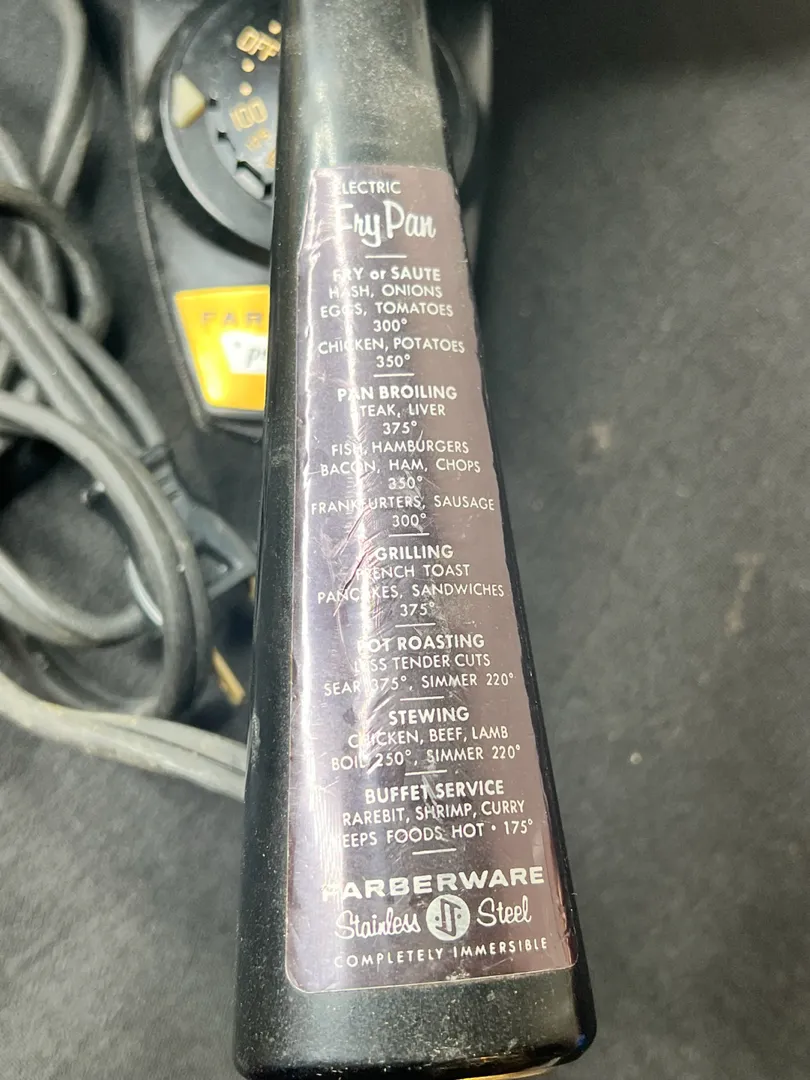 OFF
100
FAR
ELECTRIC
Fry Pan
FRY or SAUTE
HASH, ONIONS
EGGS, TOMATOES
300°
CHICKEN, POTATOES
350°
PAN BROILING
STEAK, LIVER
375°
FISH, HAMBURGERS
BACON, HAM, CHOPS
350°
FRANKFURTERS, SAUSAGE
300°
GRILLING
FRENCH TOAST
PANCAKES, SANDWICHES
375°
POT ROASTING
LESS TENDER CUTS
SEAR 375°, SIMMER 220°
STEWING
CHICKEN, BEEF, LAMB
BOIL 250°, SIMMER 220°
BUFFET SERVICE
RAREBIT, SHRIMP, CURRY
KEEPS FOODS HOT • 175°
FARBERWARE
Stainless Steel
COMPLETELY IMMERSIBLE